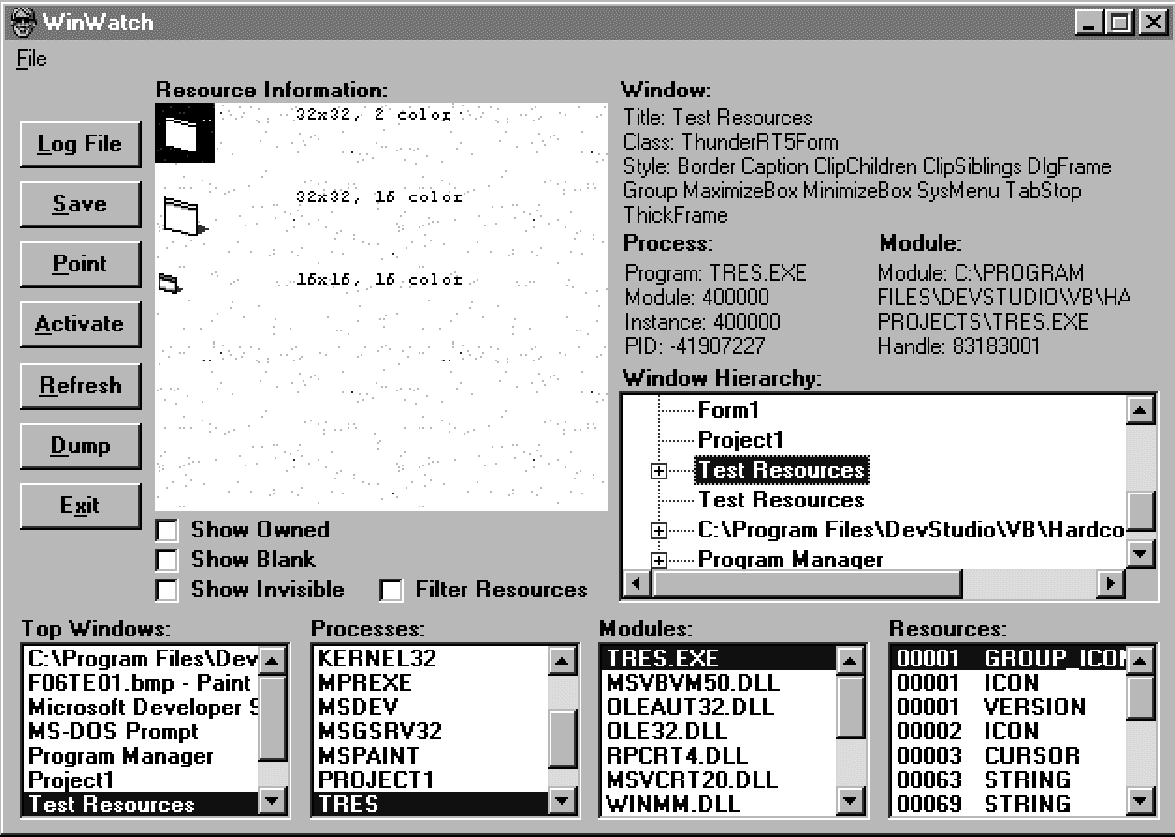 WinWatch
File
Log File
Save
Point
Activate
Refresh
Dump
Exit
Resource Information:
32x32, 2 color
32x32, 16 color
16x16, 16 color
Show Owned
Show Blank
Show Invisible
Filter Resources
Window:
Title: Test Resources
Class: ThunderRT5Form
Style: Border Caption ClipChildren ClipSiblings DlgFrame
Group MaximizeBox MinimizeBox SysMenu TabStop
ThickFrame
Process:
Program: TRES.EXE
Module: 400000
Instance: 400000
PID: -41907227
Module:
Module: C:\PROGRAM
FILES\DEVSTUDIO\VB\HA
PROJECTS\TRES.EXE
Handle: 83183001
Window Hierarchy:
Form1
Project1
Test Resources
Test Resources
C:\Program Files\DevStudio\VB\Hardco
Program Manager
Top Windows:
C:\Program Files\Dev
F06TE01.bmp - Paint
Microsoft Developer S
MS-DOS Prompt
Program Manager
Project1
Test Resources
Processes:
KERNEL32
MPREXE
MSDEV
MSGSRV32
MSPAINT
PROJECT1
TRES
Modules:
TRES.EXE
MSVBVM50.DLL
OLEAUT32.DLL
OLE32.DLL
RPCRT4.DLL
MSVCRT20.DLL
WINMM.DLL
Resources:
00001 GROUP_ICON
00001 ICON
00001 VERSION
00002 ICON
00003 CURSOR
00063 STRING
00069 STRING